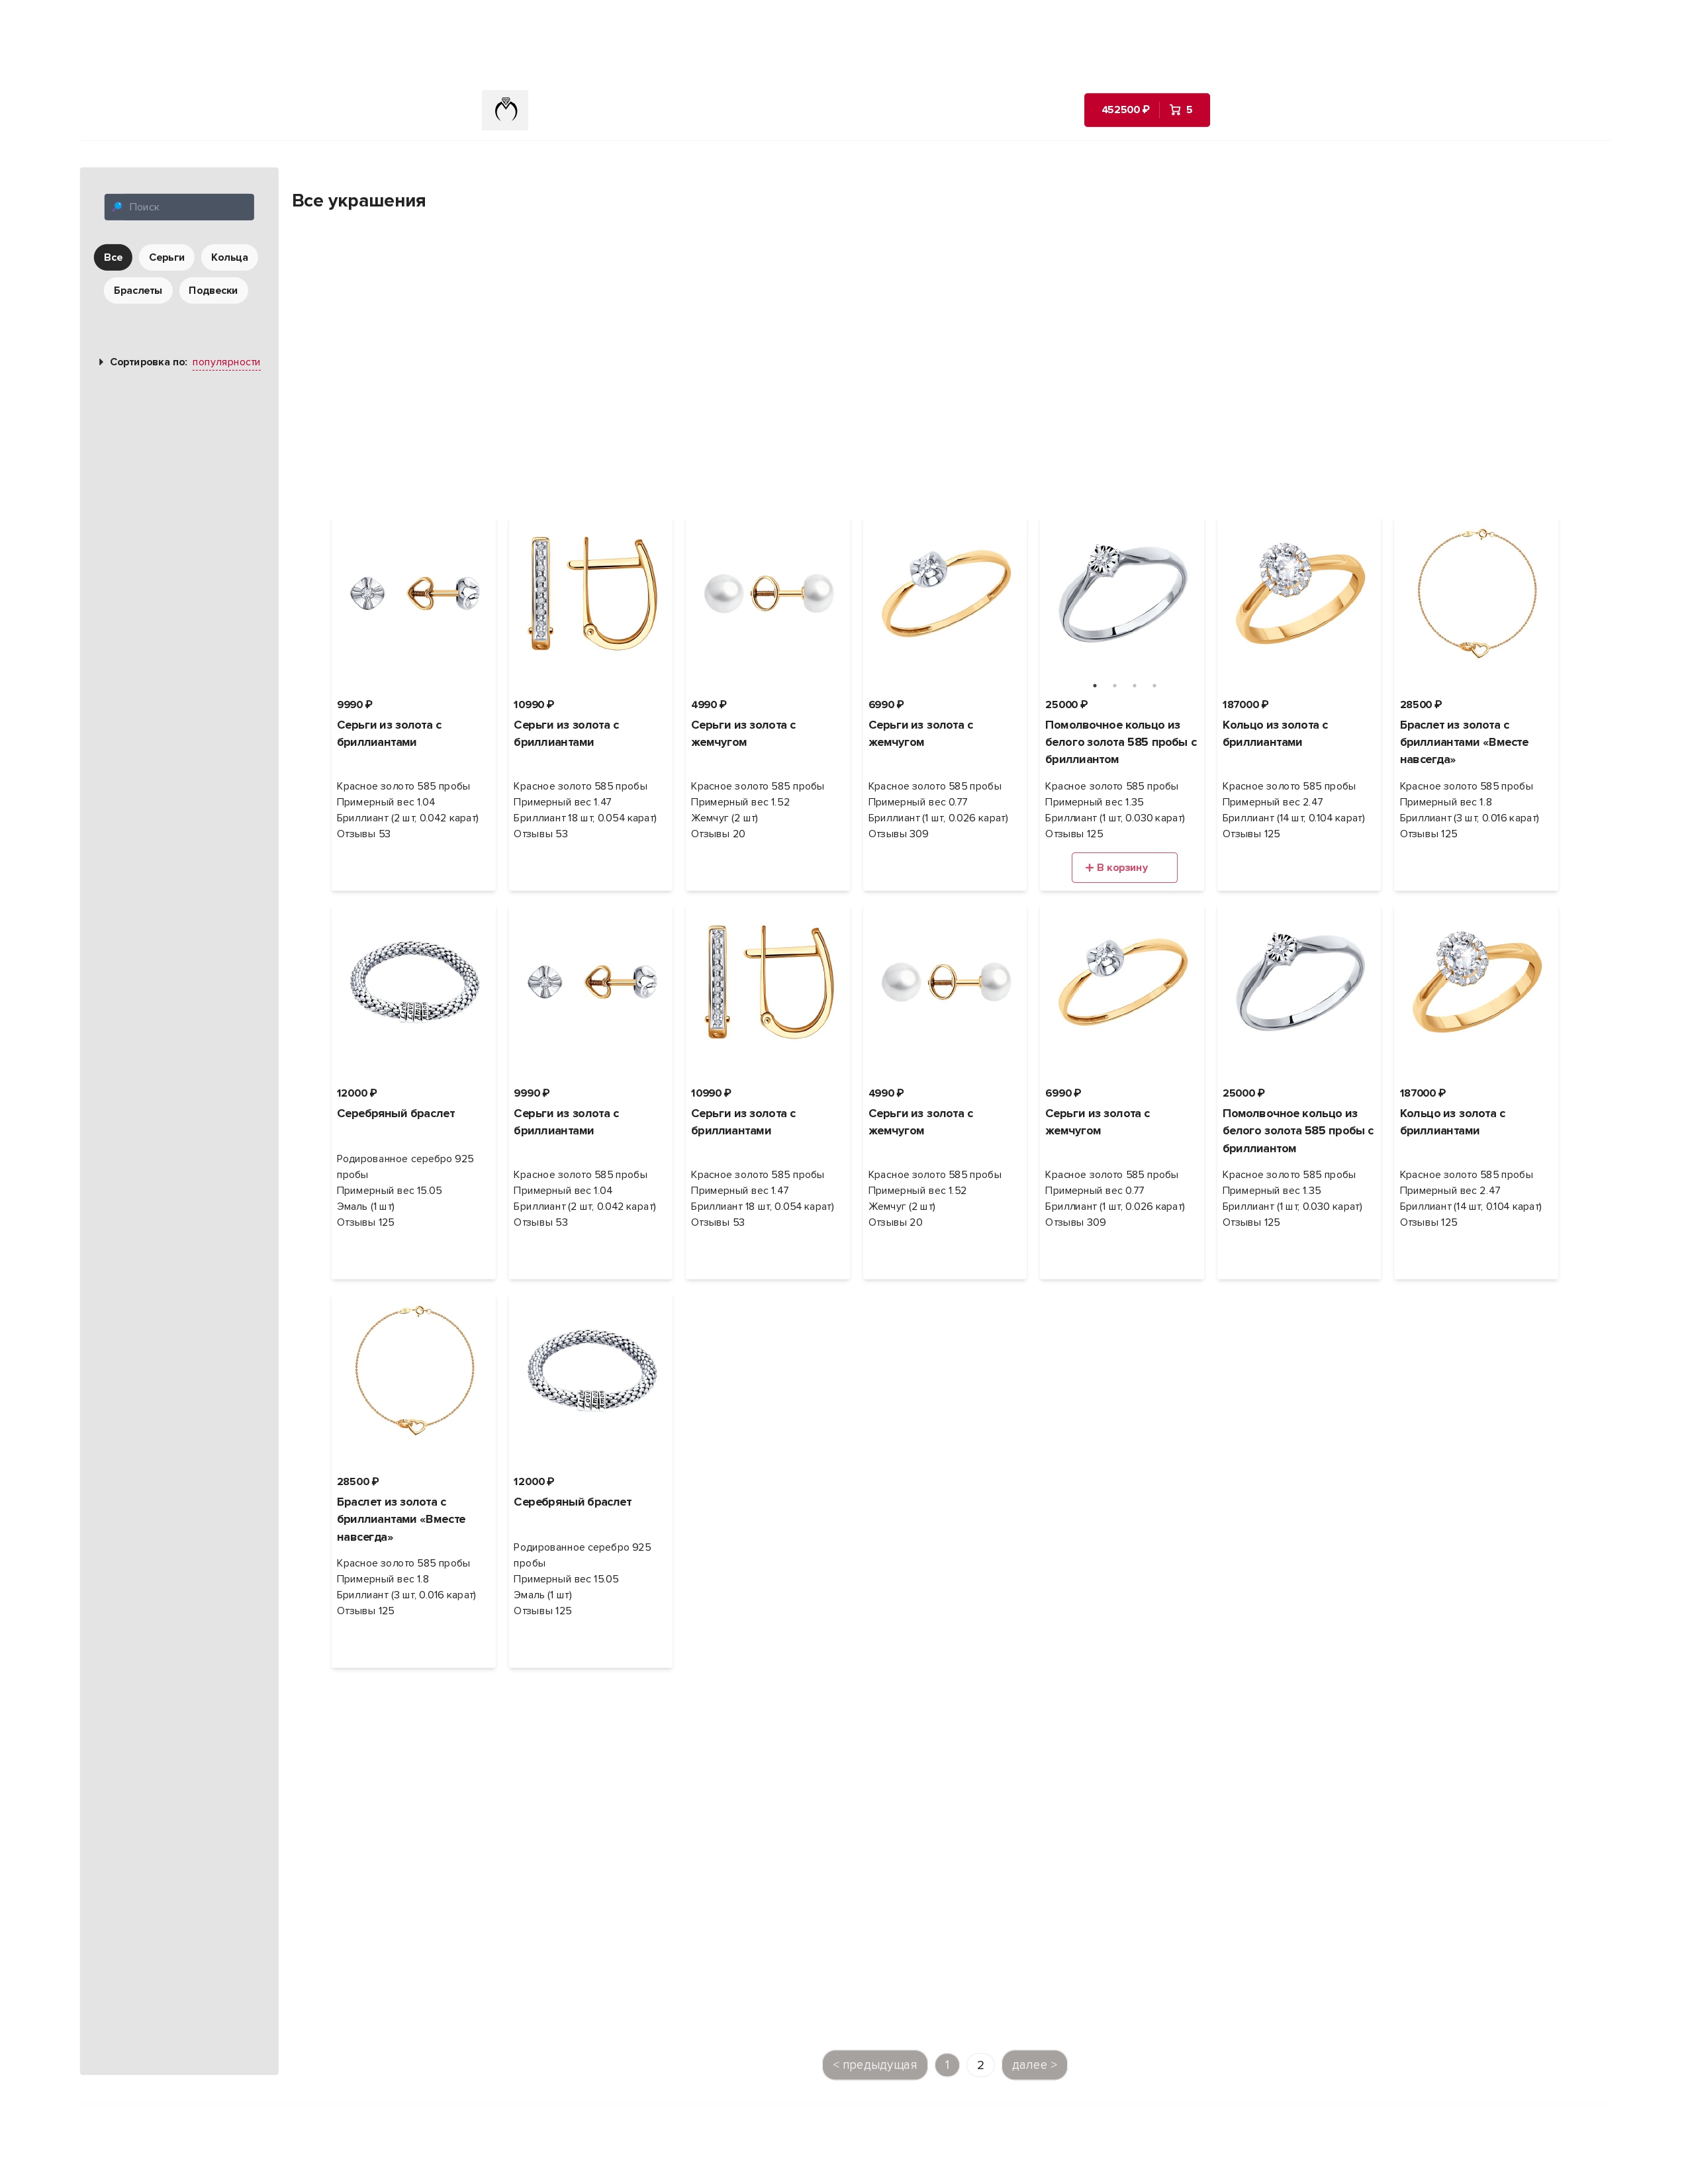 452500 ₽ 5
Поиск
Все Серьги Кольца
Браслеты Подвески
Сортировка по: популярности
Все украшения
9990 ₽
Серьги из золота с
бриллиантами
Красное золото 585 пробы
Примерный вес 1.04
Бриллиант (2 шт, 0.042 карат)
Отзывы 53
10990 ₽
Серьги из золота с
бриллиантами
Красное золото 585 пробы
Примерный вес 1.47
Бриллиант 18 шт, 0.054 карат)
Отзывы 53
4990 ₽
Серьги из золота с
жемчугом
Красное золото 585 пробы
Примерный вес 1.52
Жемчуг (2 шт)
Отзывы 20
6990 ₽
Серьги из золота с
жемчугом
Красное золото 585 пробы
Примерный вес 0.77
Бриллиант (1 шт, 0.026 карат)
Отзывы 309
25000 ₽
Помолвочное кольцо из
белого золота 585 пробы с
бриллиантом
Красное золото 585 пробы
Примерный вес 1.35
Бриллиант (1 шт, 0.030 карат)
Отзывы 125
+ В корзину
187000 ₽
Кольцо из золота с
бриллиантами
Красное золото 585 пробы
Примерный вес 2.47
Бриллиант (14 шт, 0.104 карат)
Отзывы 125
28500 ₽
Браслет из золота с
бриллиантами «Вместе
навсегда»
Красное золото 585 пробы
Примерный вес 1.8
Бриллиант (3 шт, 0.016 карат)
Отзывы 125
12000 ₽
Серебряный браслет
Родированное серебро 925
пробы
Примерный вес 15.05
Эмаль (1 шт)
Отзывы 125
9990 ₽
Серьги из золота с
бриллиантами
Красное золото 585 пробы
Примерный вес 1.04
Бриллиант (2 шт, 0.042 карат)
Отзывы 53
10990 ₽
Серьги из золота с
бриллиантами
Красное золото 585 пробы
Примерный вес 1.47
Бриллиант 18 шт, 0.054 карат)
Отзывы 53
4990 ₽
Серьги из золота с
жемчугом
Красное золото 585 пробы
Примерный вес 1.52
Жемчуг (2 шт)
Отзывы 20
6990 ₽
Серьги из золота с
жемчугом
Красное золото 585 пробы
Примерный вес 0.77
Бриллиант (1 шт, 0.026 карат)
Отзывы 309
25000 ₽
Помолвочное кольцо из
белого золота 585 пробы с
бриллиантом
Красное золото 585 пробы
Примерный вес 1.35
Бриллиант (1 шт, 0.030 карат)
Отзывы 125
187000 ₽
Кольцо из золота с
бриллиантами
Красное золото 585 пробы
Примерный вес 2.47
Бриллиант (14 шт, 0.104 карат)
Отзывы 125
28500 ₽
Браслет из золота с
бриллиантами «Вместе
навсегда»
Красное золото 585 пробы
Примерный вес 1.8
Бриллиант (3 шт, 0.016 карат)
Отзывы 125
12000 ₽
Серебряный браслет
Родированное серебро 925
пробы
Примерный вес 15.05
Эмаль (1 шт)
Отзывы 125
< предыдущая 1 2 далее >